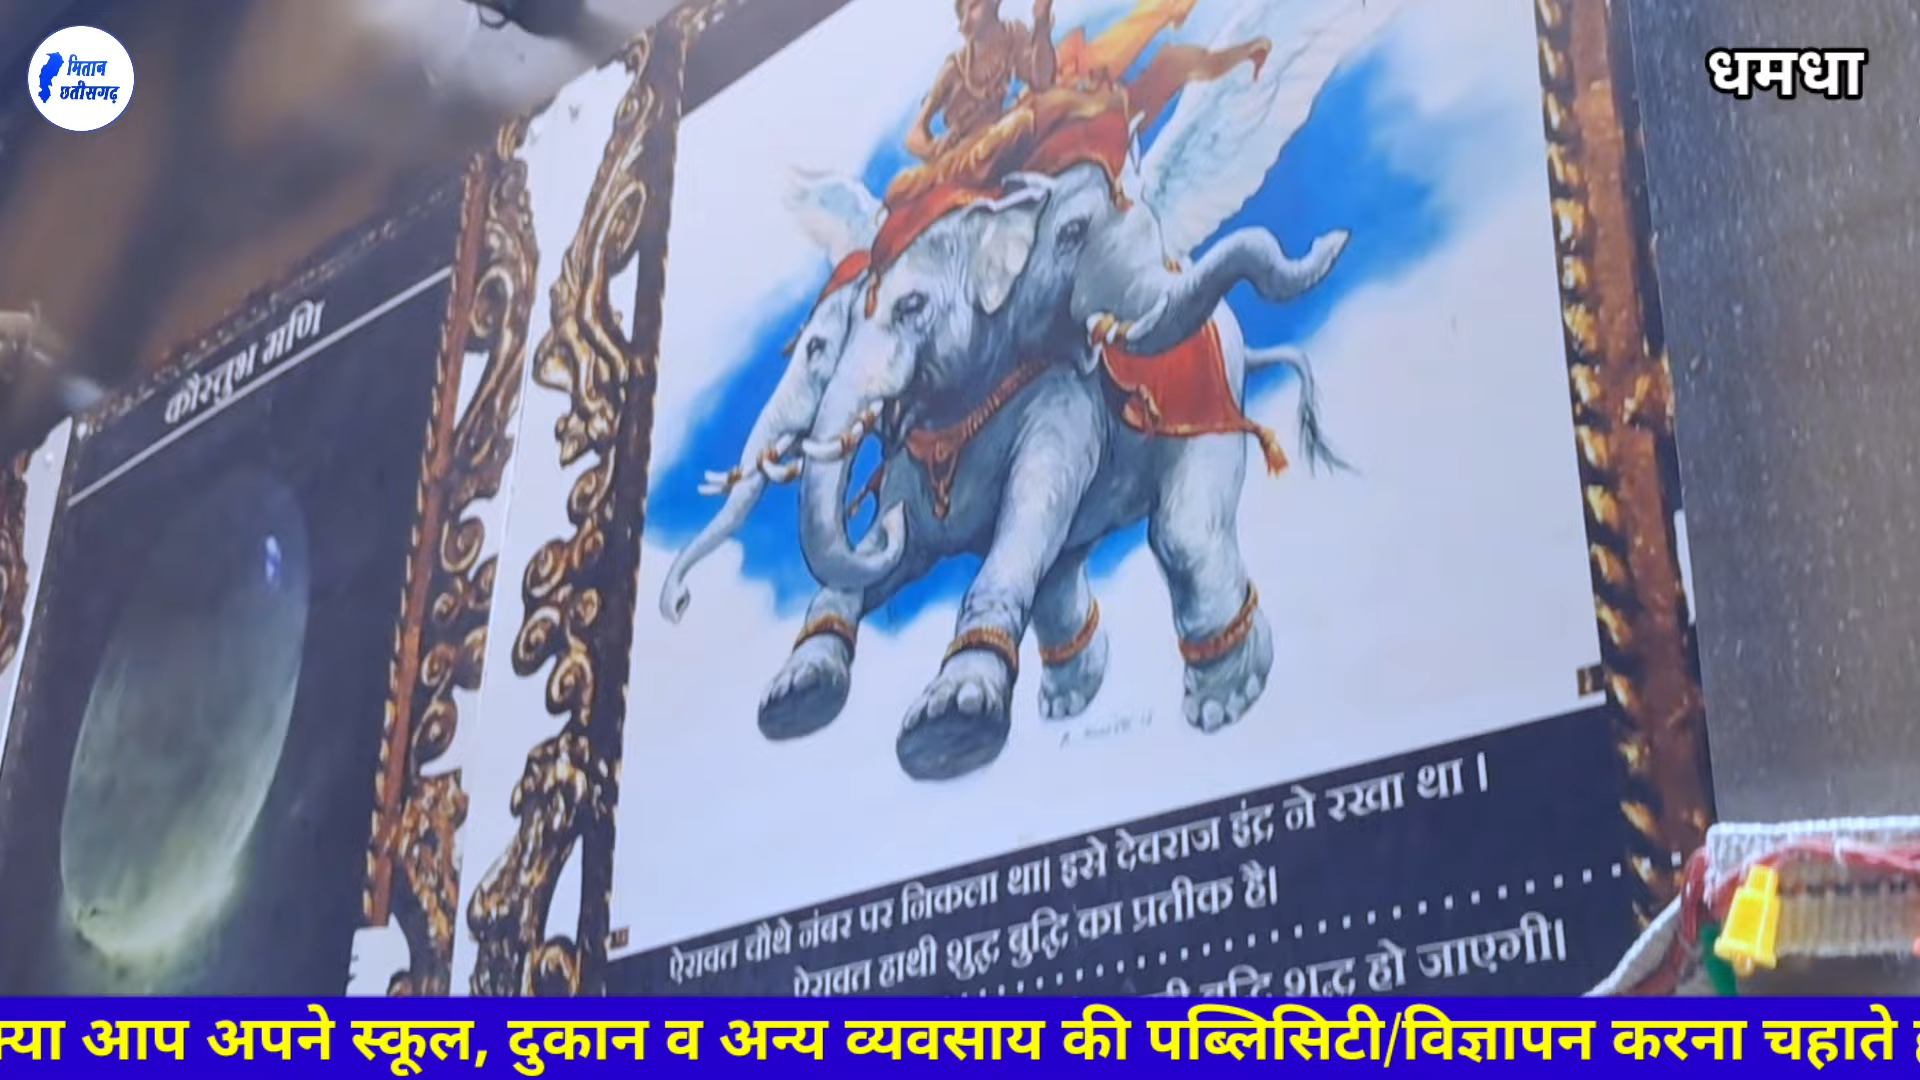 मितान
छत्तीसगढ़
धमधा
कौस्तुभ मणि
ऐरावत चौथे नंबर पर निकला था। इसे देवराज इंद्र ने रखा था ।
ऐरावत हाथी शुद्ध बुद्धि का प्रतीक है।
बुद्धि शुद्ध हो जाएगी।
आप अपने स्कूल, दुकान व अन्य व्यवसाय की पब्लिसिटी/विज्ञापन करना चहाते